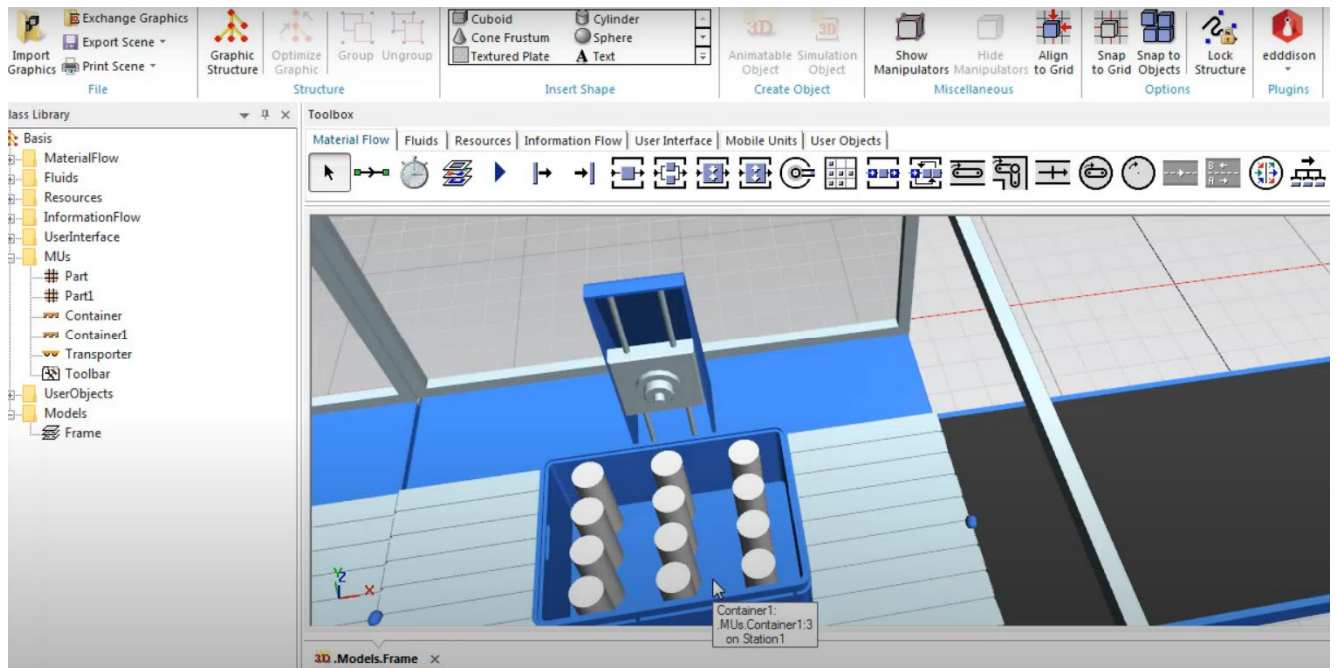 Import Graphics
Exchange Graphics
Export Scene
Print Scene
File
Graphic Structure
Optimize Graphic
Group
Ungroup
Structure
Cuboid
Cylinder
Cone Frustum
Sphere
Textured Plate
A Text
Insert Shape
3D
Animatable Object
3D
Simulation Object
Create Object
Show Manipulators
Hide Manipulators
Align to Grid
Miscellaneous
Snap to Grid
Snap to Objects
Lock Structure
Options
edddison
Plugins
lass Library
Basis
MaterialFlow
Fluids
Resources
InformationFlow
UserInterface
MUs
Part
Part1
Container
Container1
Transporter
Toolbar
UserObjects
Models
Frame
Toolbox
Material Flow
Fluids
Resources
Information Flow
User Interface
Mobile Units
User Objects
B
A
Z
X
Container1:
.MUs.Container1:3
on Station1
3D .Models.Frame